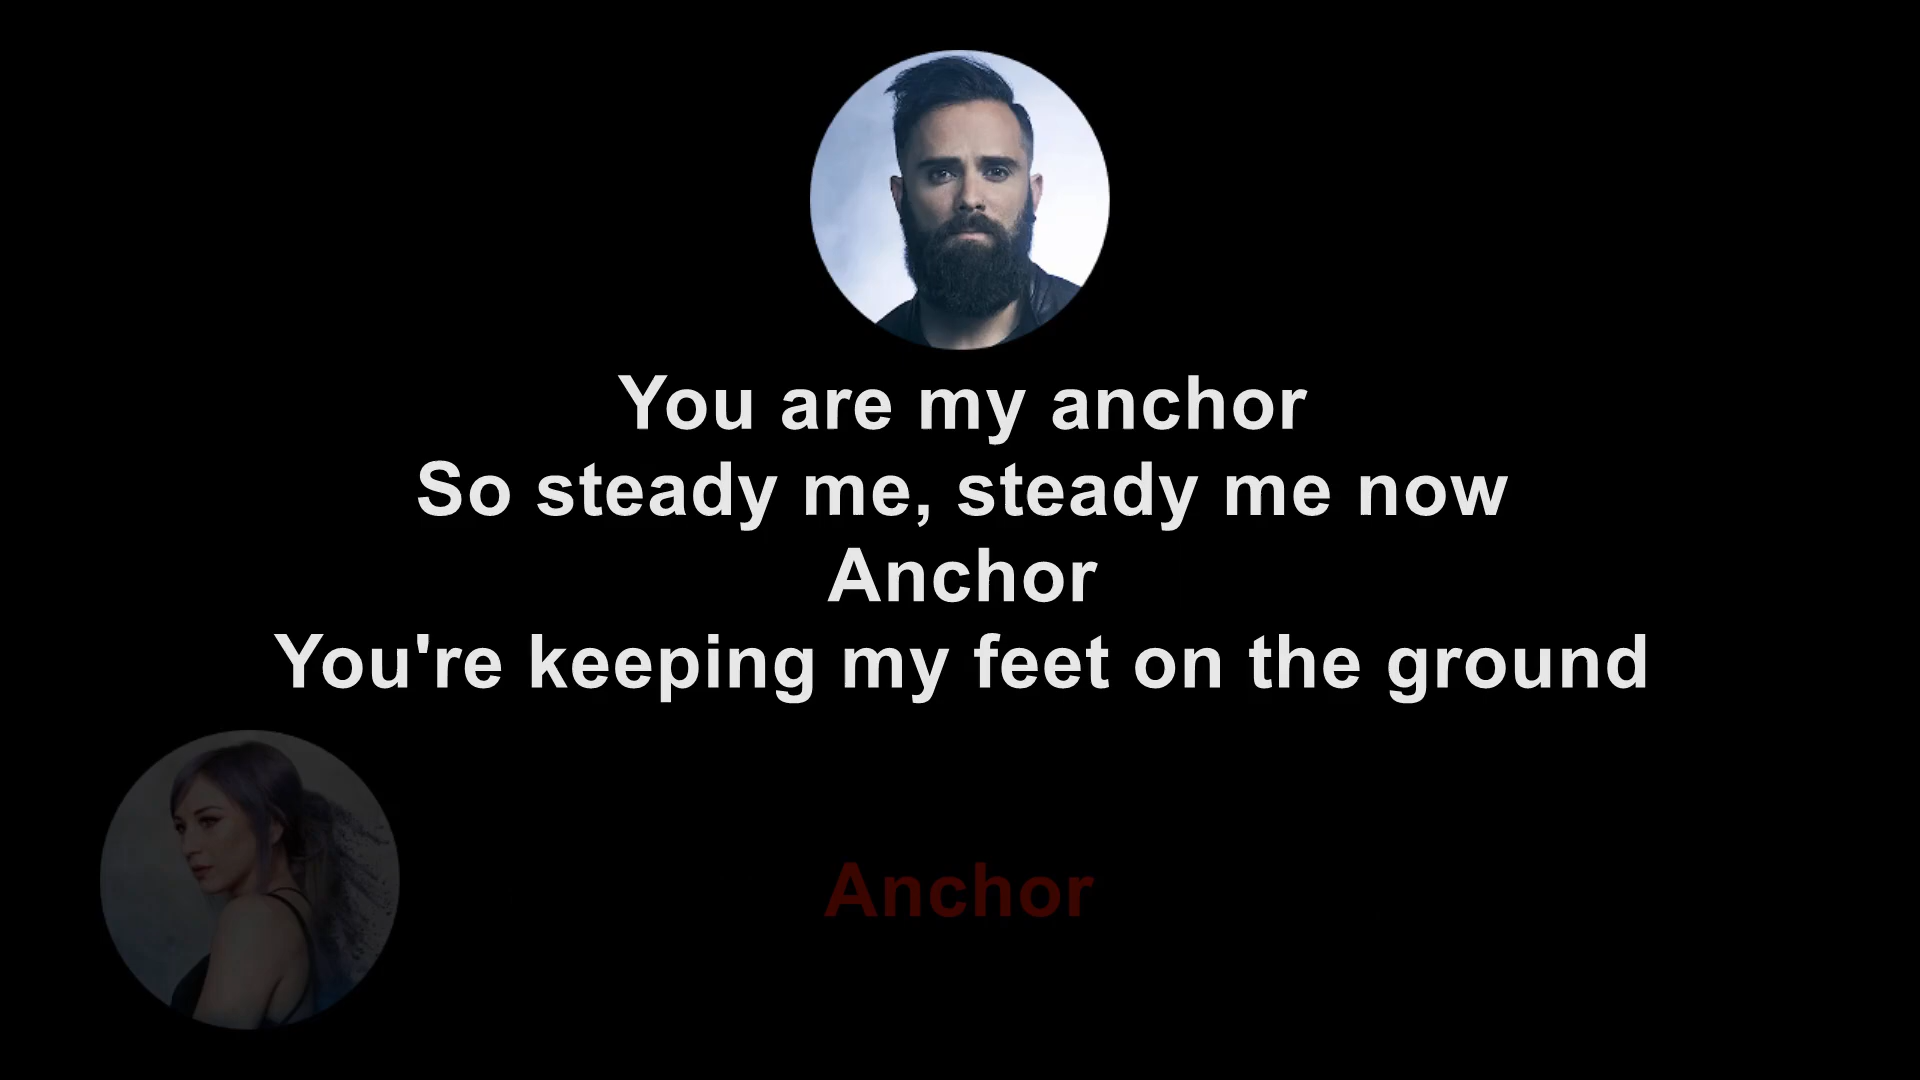 You are my anchor
So steady me, steady me now
Anchor
You're keeping my feet on the ground
Anchor